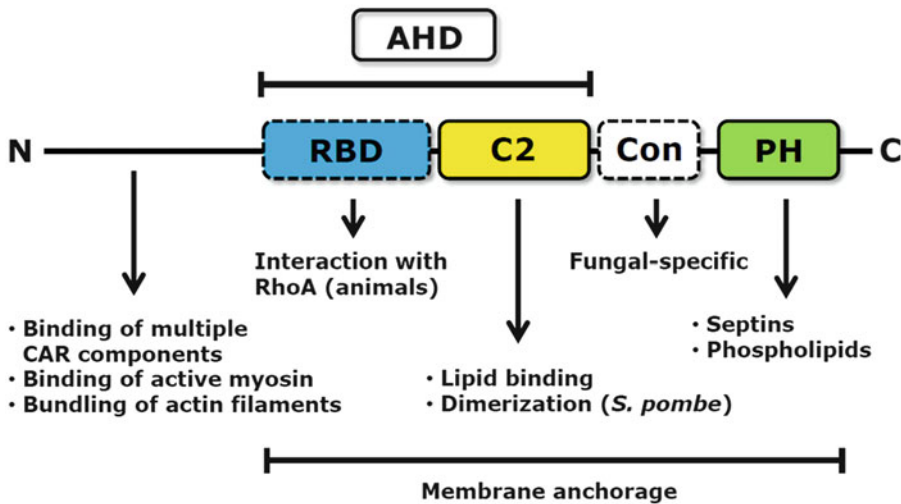 AHD
N
RBD
C2
Con
PH
C
Interaction with
RhoA (animals)
Fungal-specific
· Binding of multiple
CAR components
· Binding of active myosin
· Bundling of actin filaments
· Lipid binding
· Dimerization (S. pombe)
· Septins
· Phospholipids
Membrane anchorage